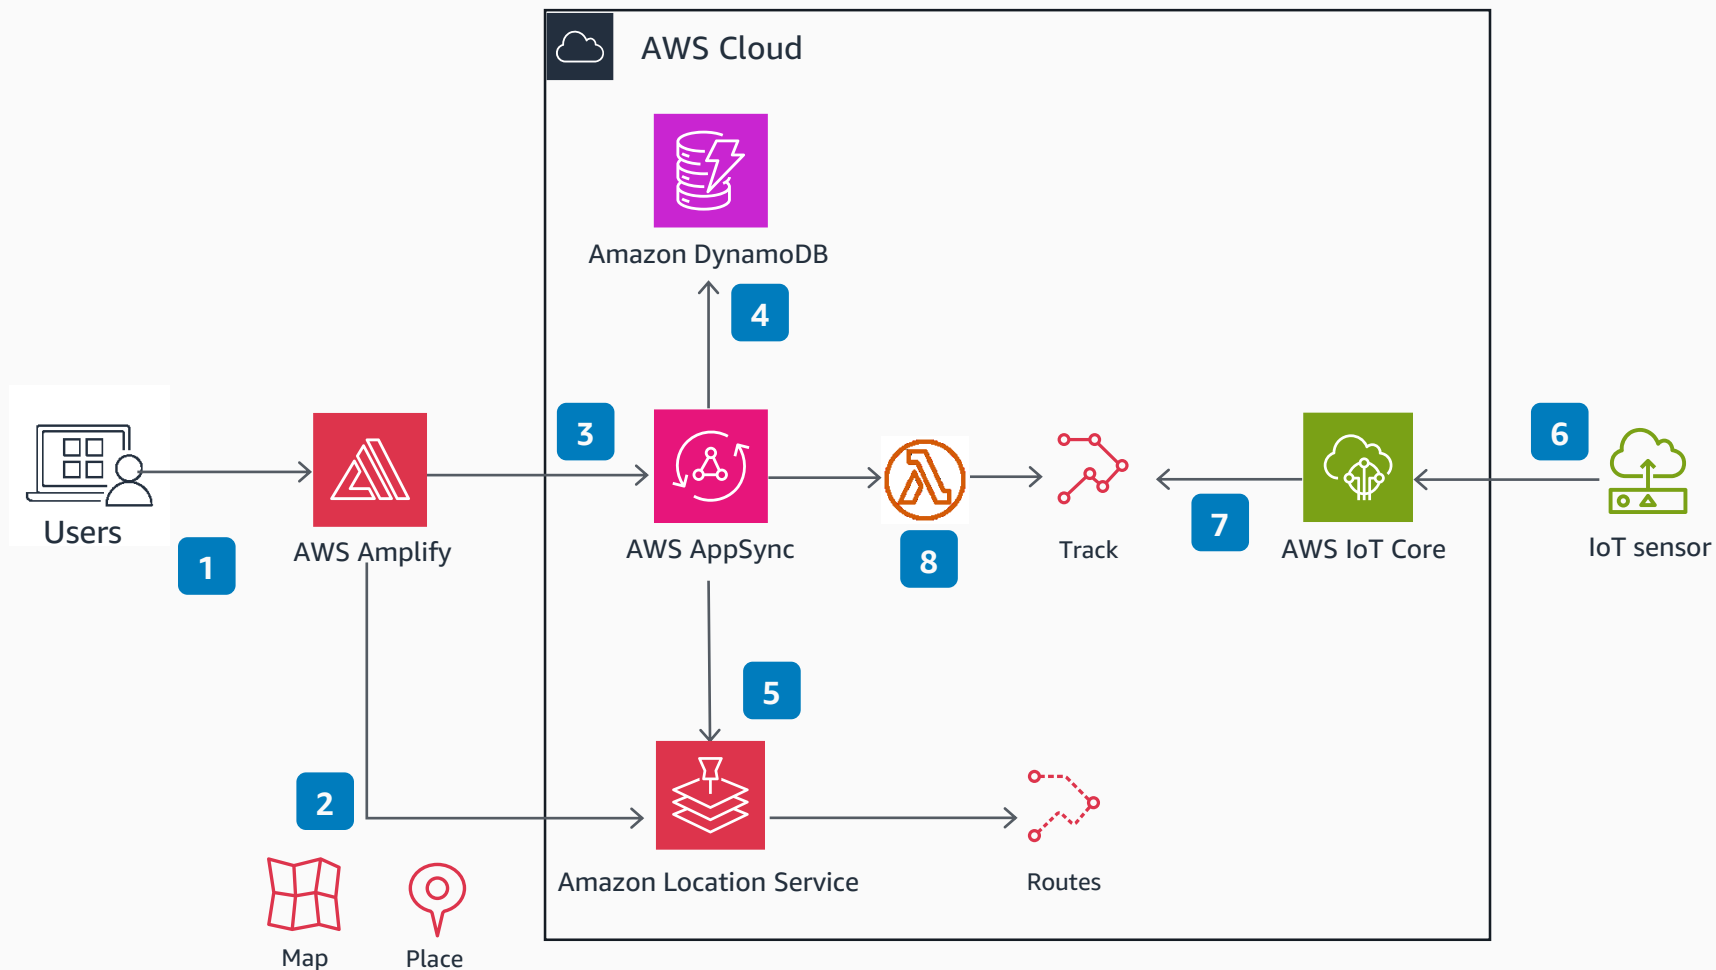 AWS Cloud
Amazon DynamoDB
4
3
6
Users
1
AWS Amplify
AWS AppSync
8
Track
7
AWS IoT Core
IoT sensor
5
2
Amazon Location Service
Routes
Map
Place